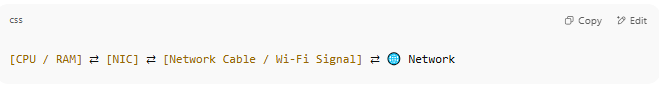 css
Copy
Edit
[CPU / RAM] ⇄ [NIC] ⇄ [Network Cable / Wi-Fi Signal] ⇄ 🌐 Network